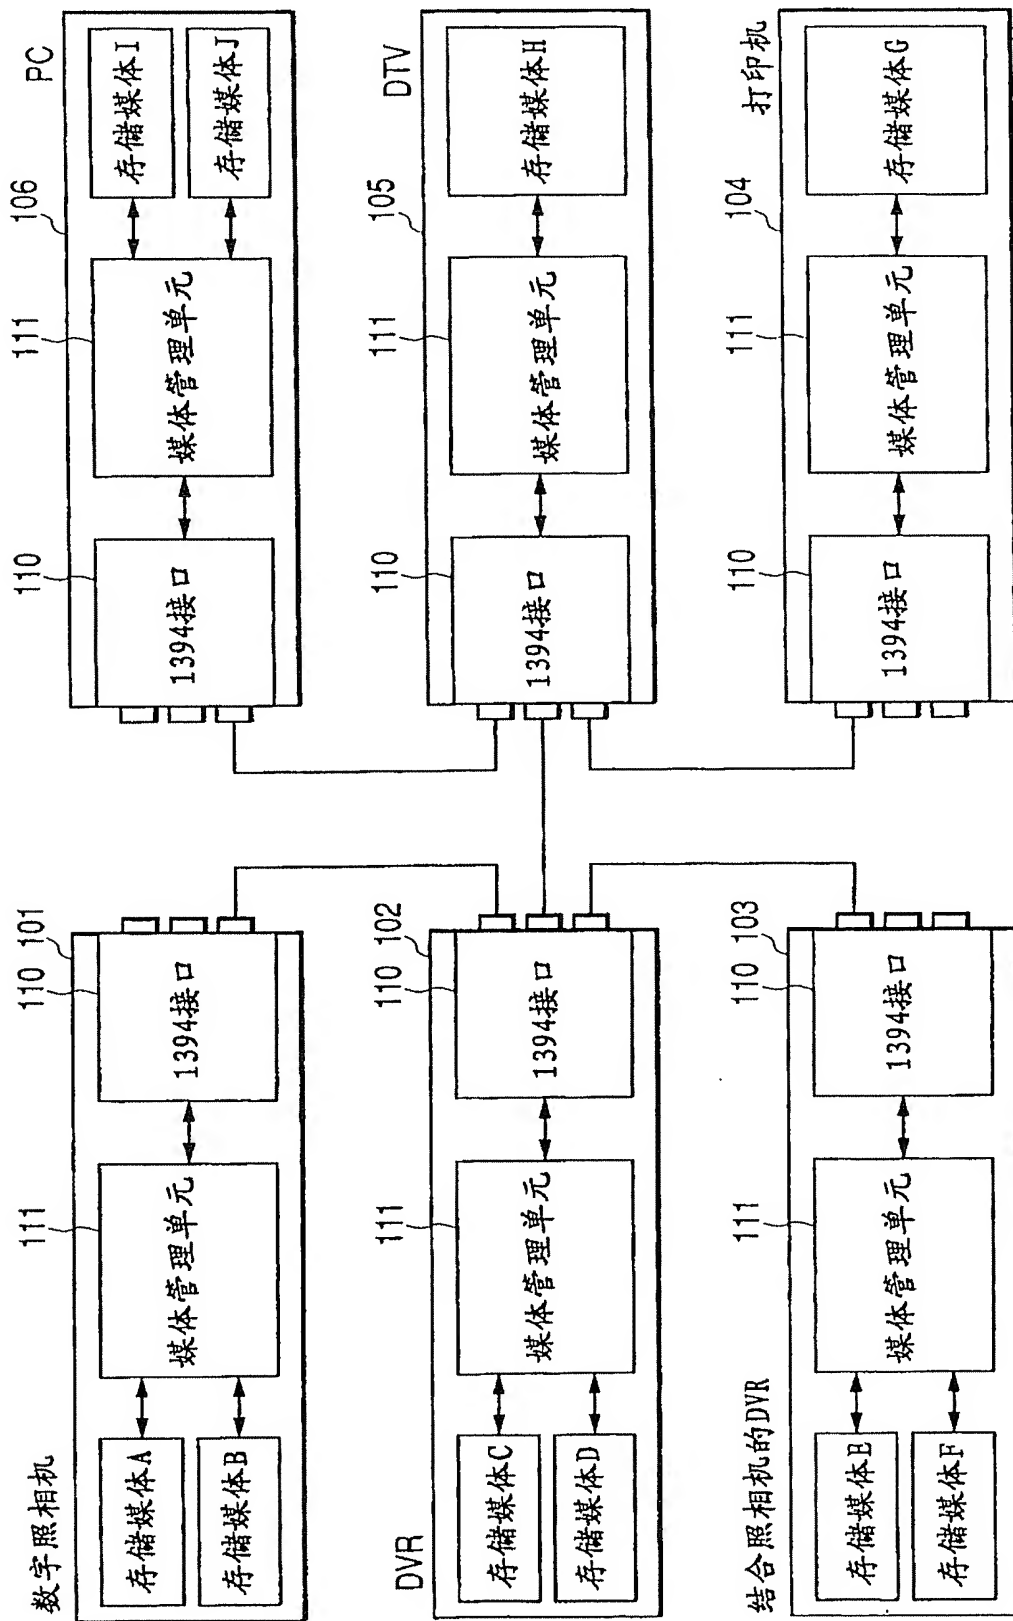 数字照相机
101
110
111
1394接口
媒体管理单元
存储媒体A
存储媒体B
DVR
102
110
111
1394接口
媒体管理单元
存储媒体C
存储媒体D
结合照相机的DVR
103
110
111
1394接口
媒体管理单元
存储媒体E
存储媒体F
PC
106
111
110
1394接口
媒体管理单元
存储媒体I
存储媒体J
DTV
105
111
110
1394接口
媒体管理单元
存储媒体H
打印机
104
111
110
1394接口
媒体管理单元
存储媒体G